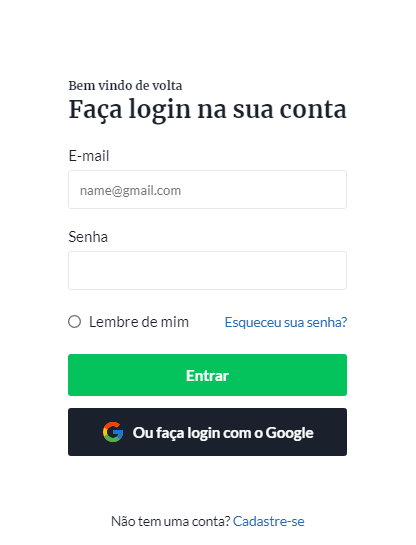 Bem vindo de volta
Faça login na sua conta
E-mail
name@gmail.com
Senha
Lembre de mim Esqueceu sua senha?
Entrar
Ou faça login com o Google
Não tem uma conta? Cadastre-se